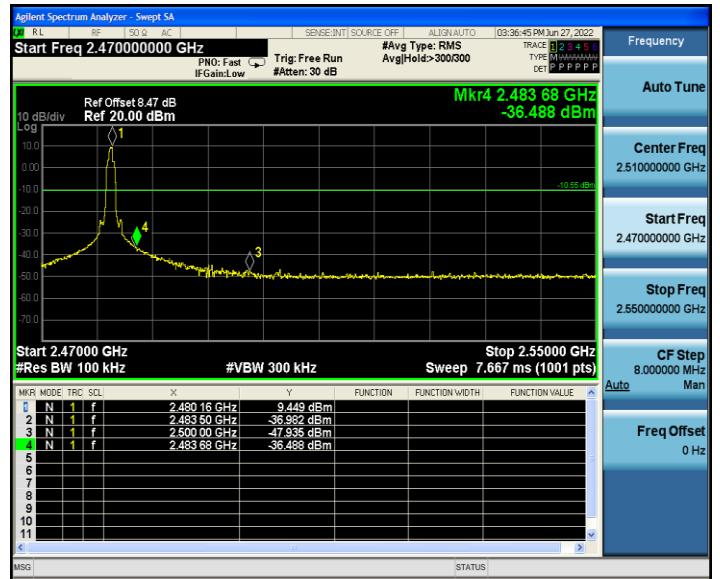 Agilent Spectrum Analyzer - Swept SA
RL RF 50 Ω AC SENSE:INT SOURCE OFF ALIGNAUTO 03:36:45 PM Jun 27, 2022
Start Freq 2.470000000 GHz
PNO: Fast
IFGain:Low
Trig: Free Run
#Atten: 30 dB
#Avg Type: RMS
Avg|Hold:>300/300
TRACE 1 2 3 4 5 6
TYPE M
DET P P P P P P
Mkr4 2.483 68 GHz
-36.488 dBm
Ref Offset 8.47 dB
10 dB/div Ref 20.00 dBm
Log
10.0
0.00
-10.0
-20.0
-30.0
-40.0
-50.0
-60.0
-70.0
1
-10.55 dBm
4
3
Start 2.47000 GHz Stop 2.55000 GHz
#Res BW 100 kHz #VBW 300 kHz Sweep 7.667 ms (1001 pts)
MKR MODE TRC SCL X Y FUNCTION FUNCTION WIDTH FUNCTION VALUE
1 N 1 f 2.480 16 GHz 9.449 dBm
2 N 1 f 2.483 50 GHz -36.982 dBm
3 N 1 f 2.500 00 GHz -47.935 dBm
4 N 1 f 2.483 68 GHz -36.488 dBm
5
6
7
8
9
10
11
MSG STATUS
Frequency
Auto Tune
Center Freq
2.510000000 GHz
Start Freq
2.470000000 GHz
Stop Freq
2.550000000 GHz
CF Step
8.000000 MHz
Auto Man
Freq Offset
0 Hz